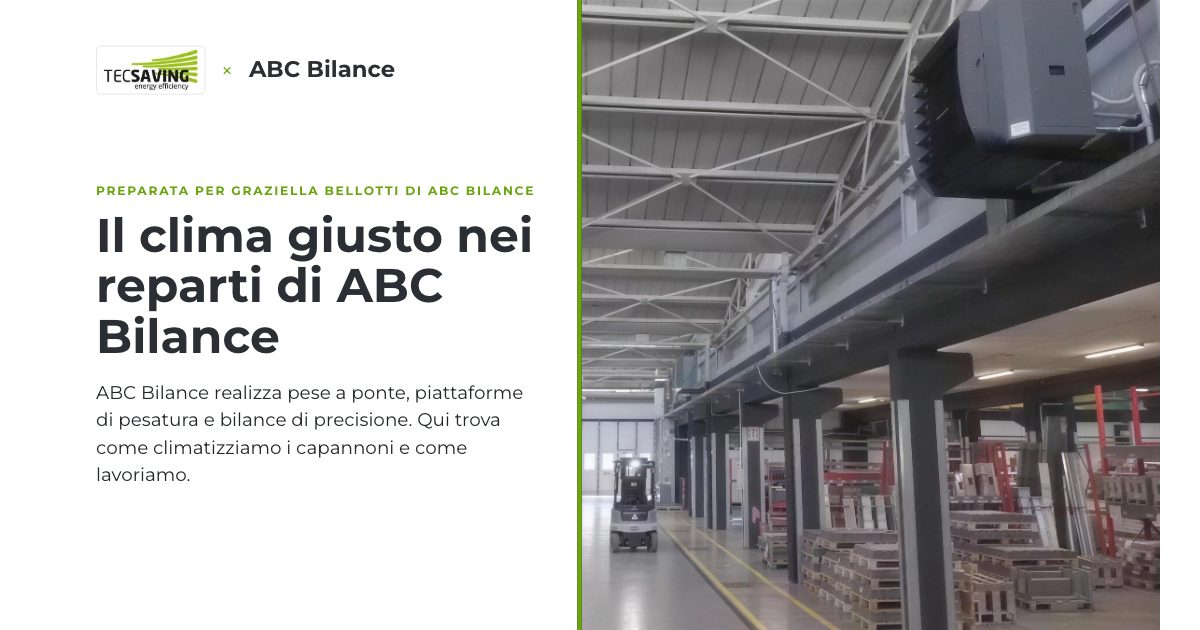 TECSAVING
energy efficiency
× ABC Bilance
PREPARATA PER GRAZIELLA BELLOTTI DI ABC BILANCE
Il clima giusto nei
reparti di ABC
Bilance
ABC Bilance realizza pese a ponte, piattaforme
di pesatura e bilance di precisione. Qui trova
come climatizziamo i capannoni e come
lavoriamo.